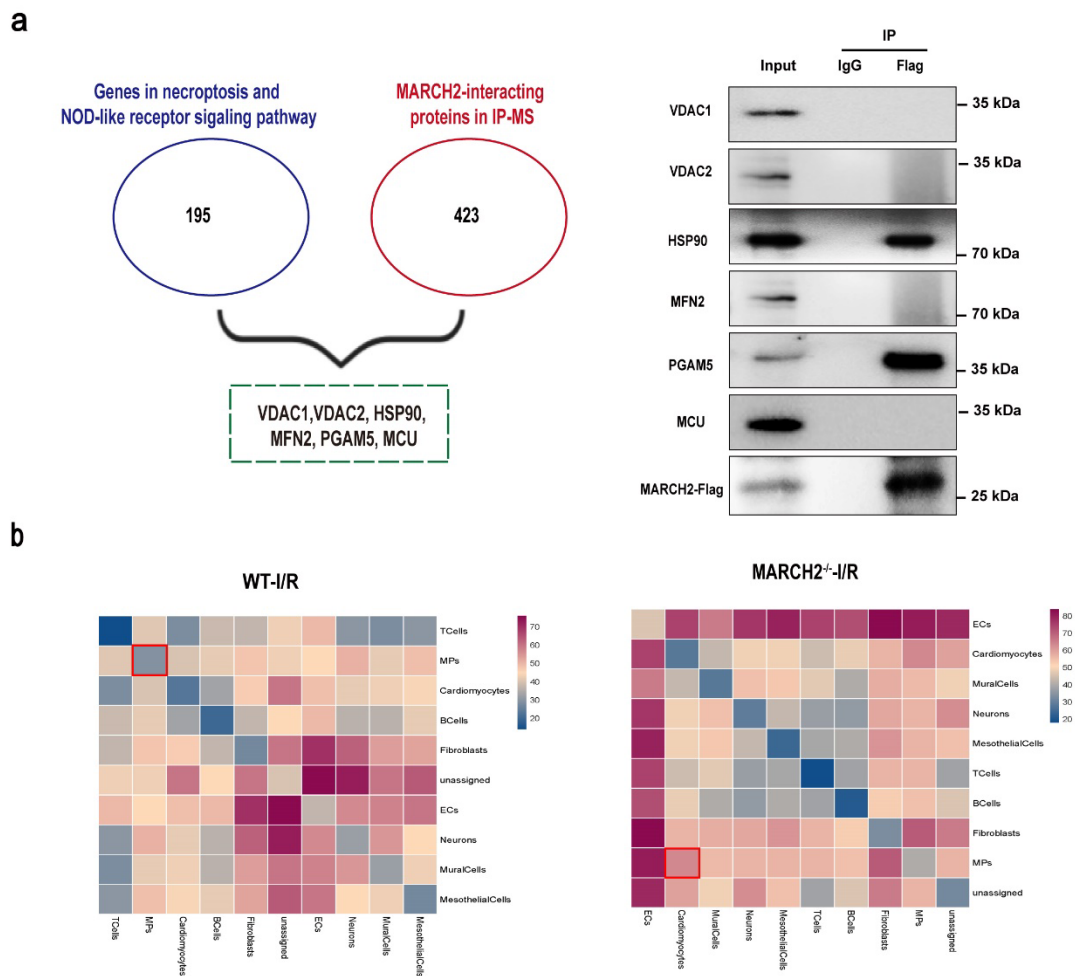 a
Genes in necroptosis and
NOD-like receptor sigaling pathway
MARCH2-interacting
proteins in IP-MS
195
423
VDAC1,VDAC2, HSP90,
MFN2, PGAM5, MCU
IP
Input IgG Flag
VDAC1
35 kDa
VDAC2
35 kDa
HSP90
70 kDa
MFN2
70 kDa
PGAM5
35 kDa
MCU
35 kDa
MARCH2-Flag
25 kDa
b
WT-I/R
TCells
MPs
Cardiomyocytes
BCells
Fibroblasts
unassigned
ECs
Neurons
MuralCells
MesothelialCells
70
60
50
40
30
20
TCells
MPs
Cardiomyocytes
BCells
Fibroblasts
unassigned
ECs
Neurons
MuralCells
MesothelialCells
MARCH2-/--I/R
ECs
Cardiomyocytes
MuralCells
Neurons
MesothelialCells
TCells
BCells
Fibroblasts
MPs
unassigned
80
70
60
50
40
30
20
ECs
Cardiomyocytes
MuralCells
Neurons
MesothelialCells
TCells
BCells
Fibroblasts
MPs
unassigned